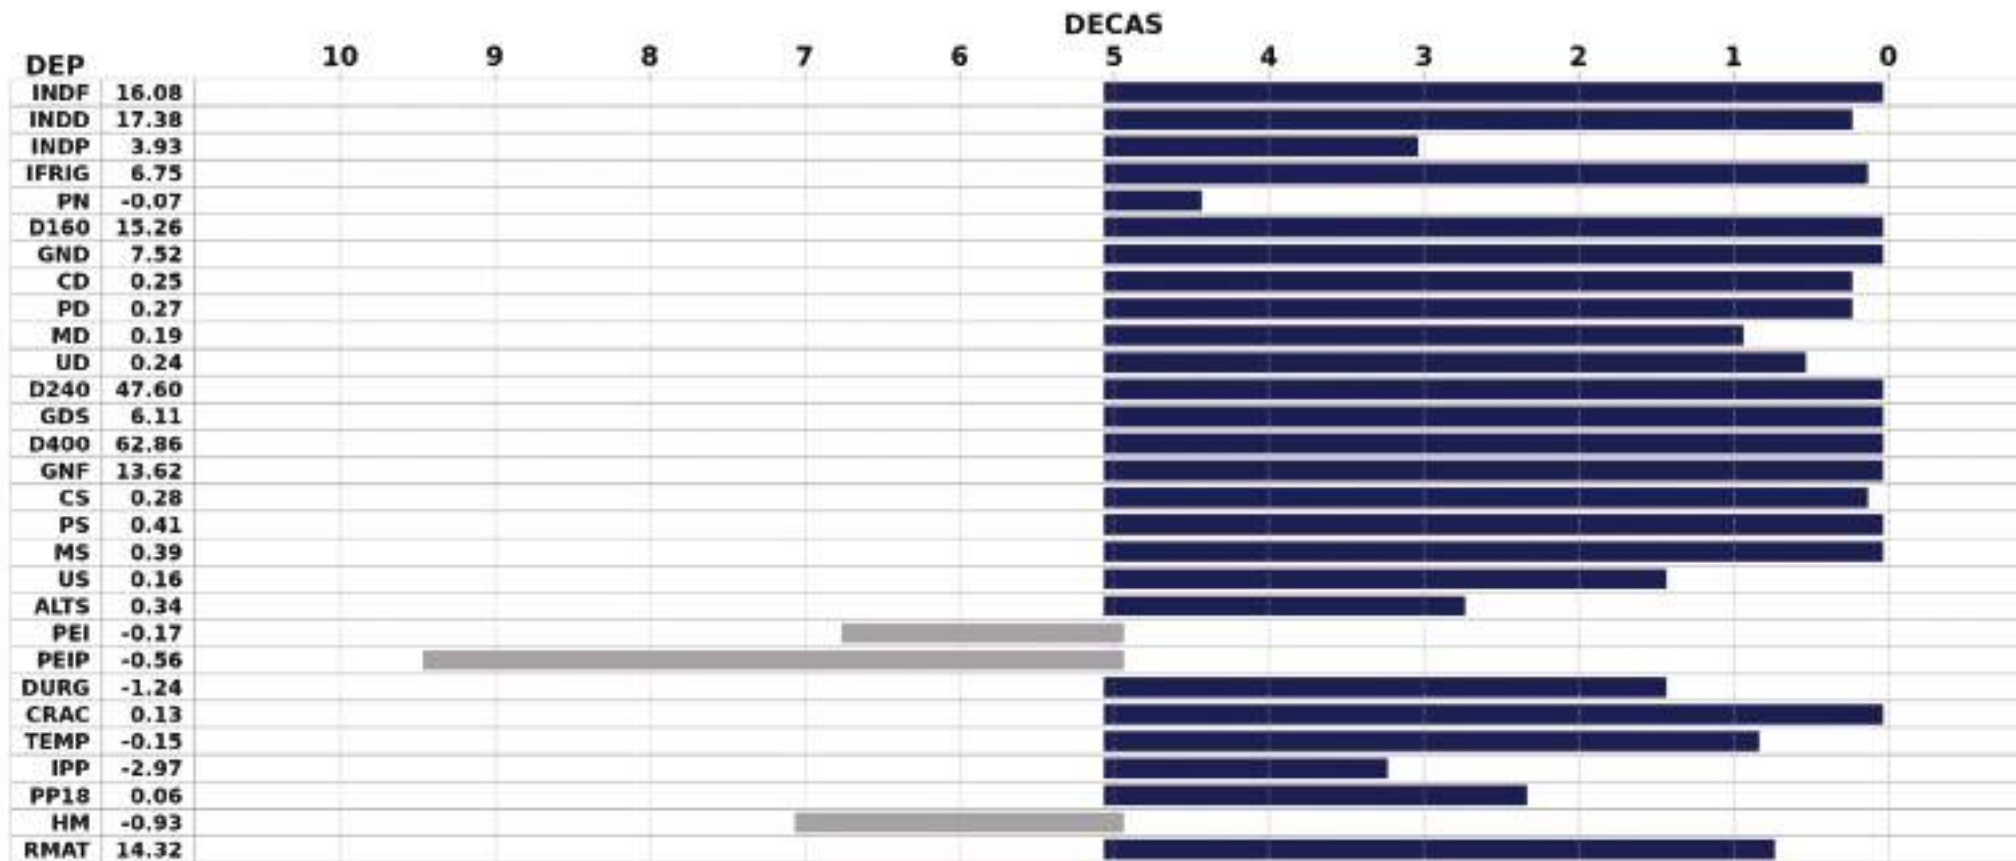 DECAS
DEP 10 9 8 7 6 5 4 3 2 1 0
INDF 16.08
INDD 17.38
INDP 3.93
IFRIG 6.75
PN -0.07
D160 15.26
GND 7.52
CD 0.25
PD 0.27
MD 0.19
UD 0.24
D240 47.60
GDS 6.11
D400 62.86
GNF 13.62
CS 0.28
PS 0.41
MS 0.39
US 0.16
ALTS 0.34
PEI -0.17
PEIP -0.56
DURG -1.24
CRAC 0.13
TEMP -0.15
IPP -2.97
PP18 0.06
HM -0.93
RMAT 14.32